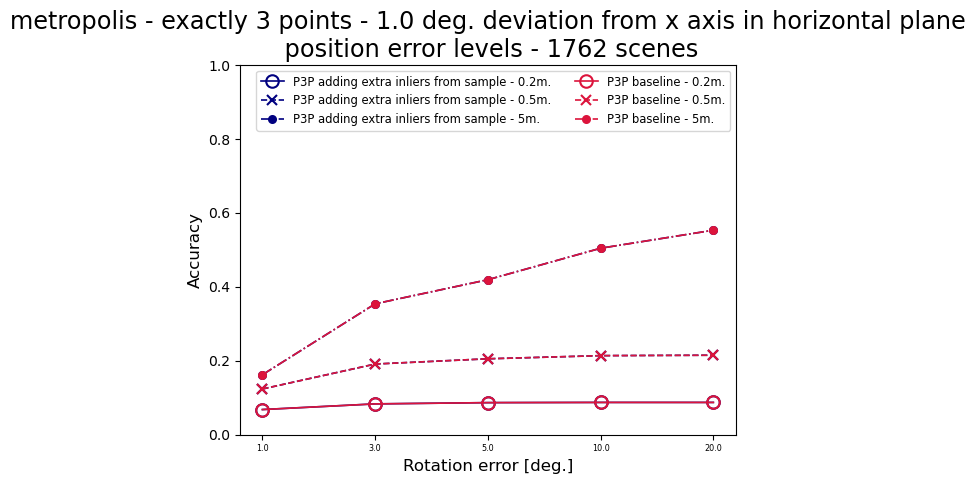 metropolis - exactly 3 points - 1.0 deg. deviation from x axis in horizontal plane
position error levels - 1762 scenes
P3P adding extra inliers from sample - 0.2m.
P3P adding extra inliers from sample - 0.5m.
P3P adding extra inliers from sample - 5m.
P3P baseline - 0.2m.
P3P baseline - 0.5m.
P3P baseline - 5m.
1.0
0.8
0.6
0.4
0.2
0.0
Accuracy
1.0 3.0 5.0 10.0 20.0
Rotation error [deg.]